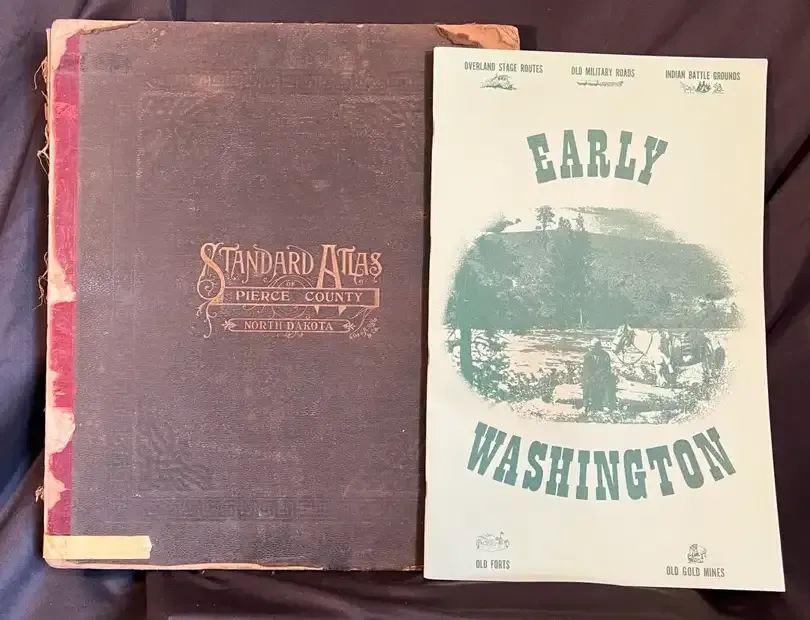 STANDARD ATLAS
OF
PIERCE COUNTY
NORTH DAKOTA
OVERLAND STAGE ROUTES
OLD MILITARY ROADS
INDIAN BATTLE GROUNDS
EARLY
WASHINGTON
OLD FORTS
OLD GOLD MINES